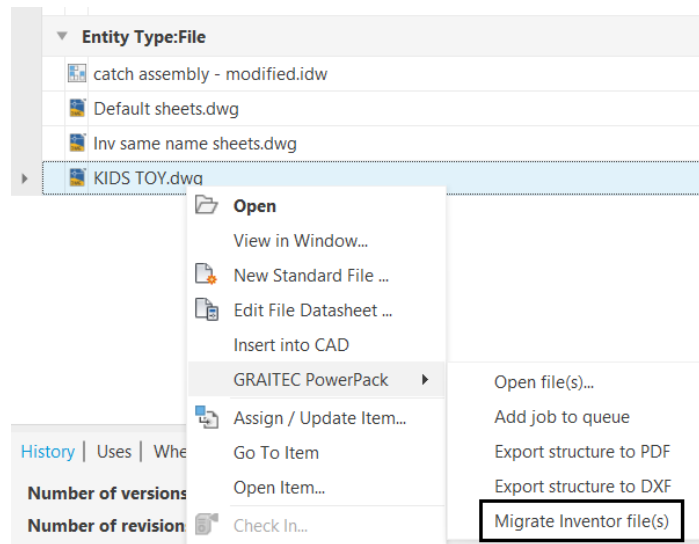 Entity Type:File
catch assembly - modified.idw
Default sheets.dwg
Inv same name sheets.dwg
KIDS TOY.dwg
Open
View in Window...
New Standard File ...
Edit File Datasheet ...
Insert into CAD
GRAITEC PowerPack
Open file(s)...
Assign / Update Item...
Add job to queue
History | Uses | Whe
Go To Item
Export structure to PDF
Number of versions
Open Item...
Export structure to DXF
Number of revision
Check In...
Migrate Inventor file(s)